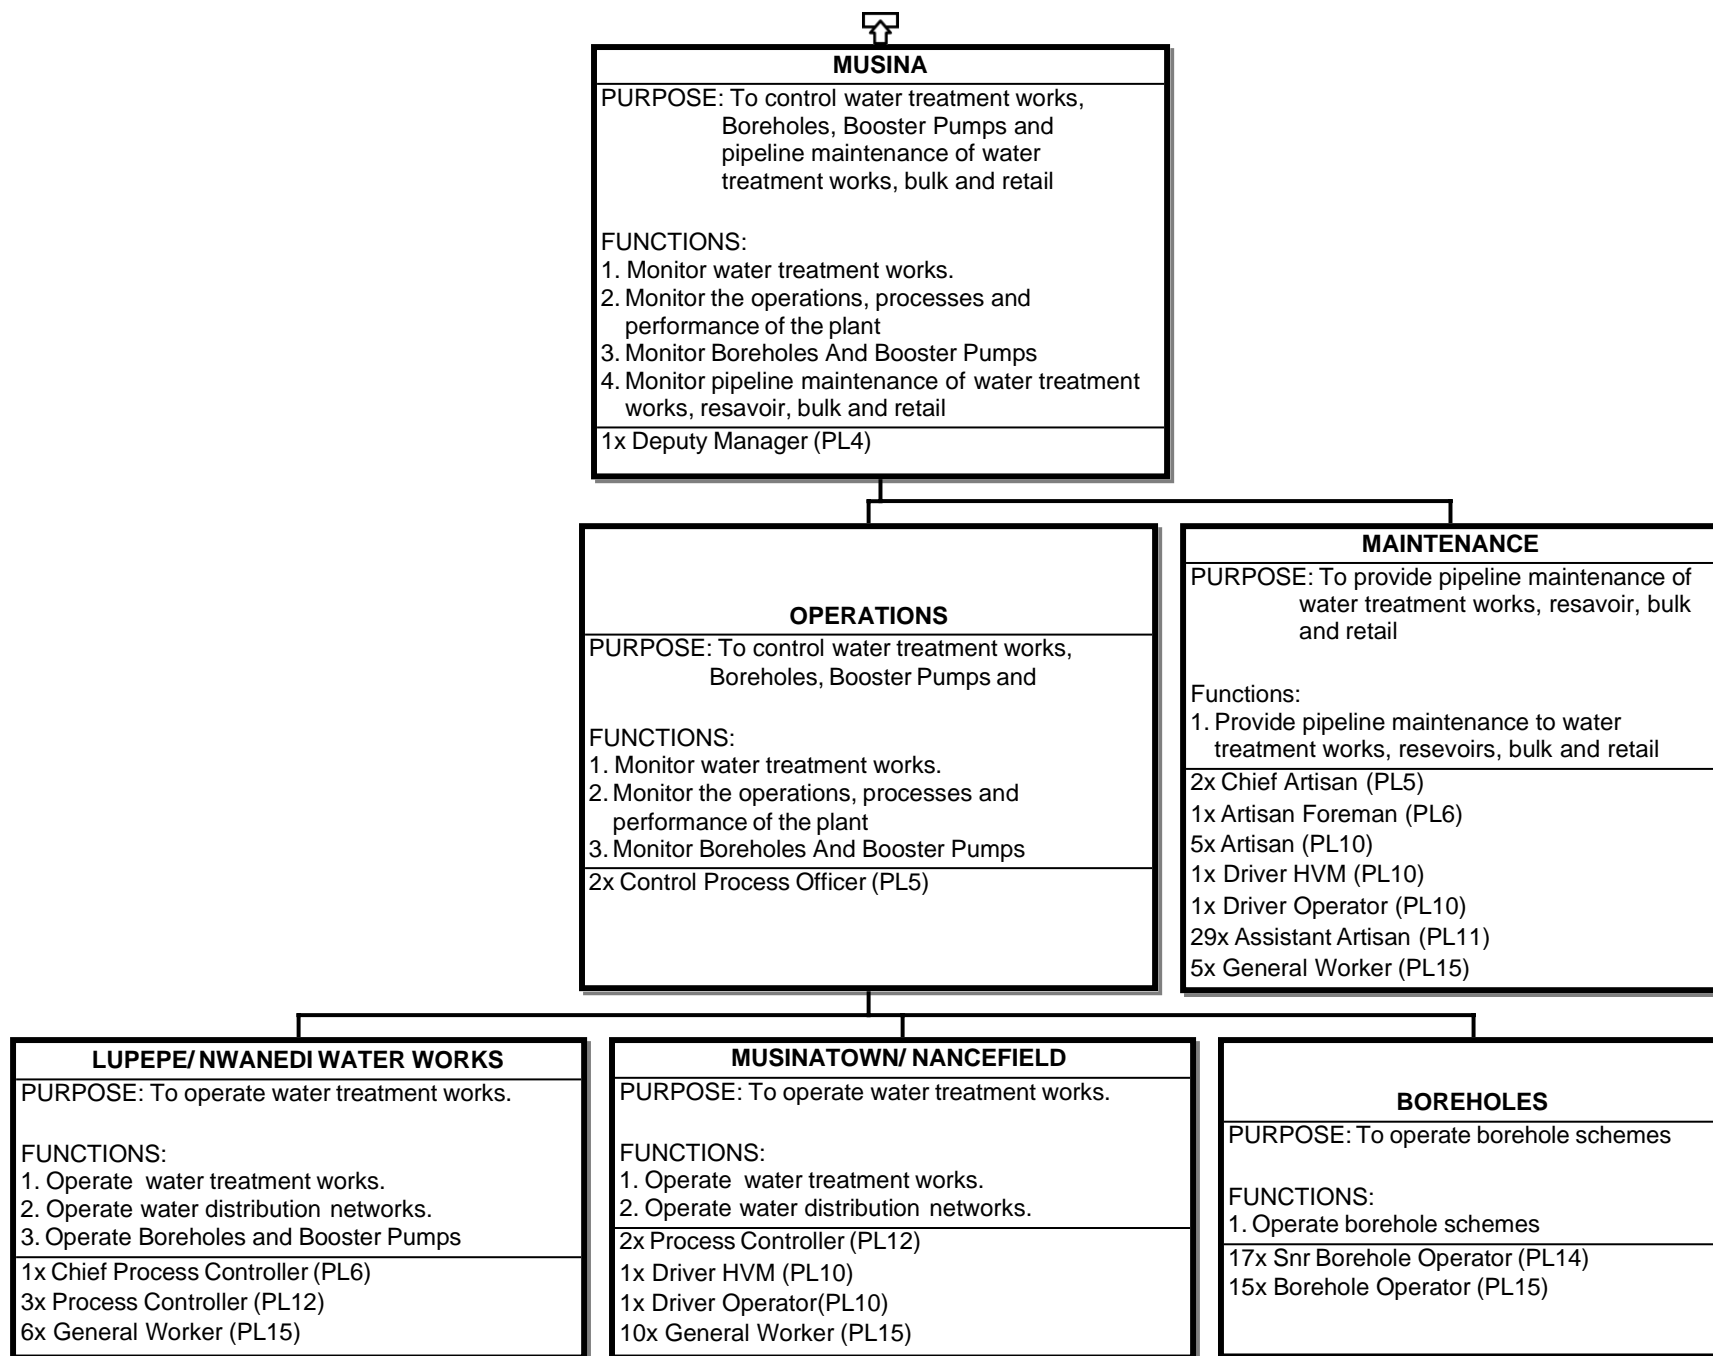 MUSINA
PURPOSE: To control water treatment works,
Boreholes, Booster Pumps and
pipeline maintenance of water
treatment works, bulk and retail
FUNCTIONS:
1. Monitor water treatment works.
2. Monitor the operations, processes and
performance of the plant
3. Monitor Boreholes And Booster Pumps
4. Monitor pipeline maintenance of water treatment
works, resavoir, bulk and retail
1x Deputy Manager (PL4)
OPERATIONS
PURPOSE: To control water treatment works,
Boreholes, Booster Pumps and
FUNCTIONS:
1. Monitor water treatment works.
2. Monitor the operations, processes and
performance of the plant
3. Monitor Boreholes And Booster Pumps
2x Control Process Officer (PL5)
MAINTENANCE
PURPOSE: To provide pipeline maintenance of
water treatment works, resavoir, bulk
and retail
Functions:
1. Provide pipeline maintenance to water
treatment works, resevoirs, bulk and retail
2x Chief Artisan (PL5)
1x Artisan Foreman (PL6)
5x Artisan (PL10)
1x Driver HVM (PL10)
1x Driver Operator (PL10)
29x Assistant Artisan (PL11)
5x General Worker (PL15)
LUPEPE/ NWANEDI WATER WORKS
PURPOSE: To operate water treatment works.
FUNCTIONS:
1. Operate water treatment works.
2. Operate water distribution networks.
3. Operate Boreholes and Booster Pumps
1x Chief Process Controller (PL6)
3x Process Controller (PL12)
6x General Worker (PL15)
MUSINATOWN/ NANCEFIELD
PURPOSE: To operate water treatment works.
FUNCTIONS:
1. Operate water treatment works.
2. Operate water distribution networks.
2x Process Controller (PL12)
1x Driver HVM (PL10)
1x Driver Operator(PL10)
10x General Worker (PL15)
BOREHOLES
PURPOSE: To operate borehole schemes
FUNCTIONS:
1. Operate borehole schemes
17x Snr Borehole Operator (PL14)
15x Borehole Operator (PL15)